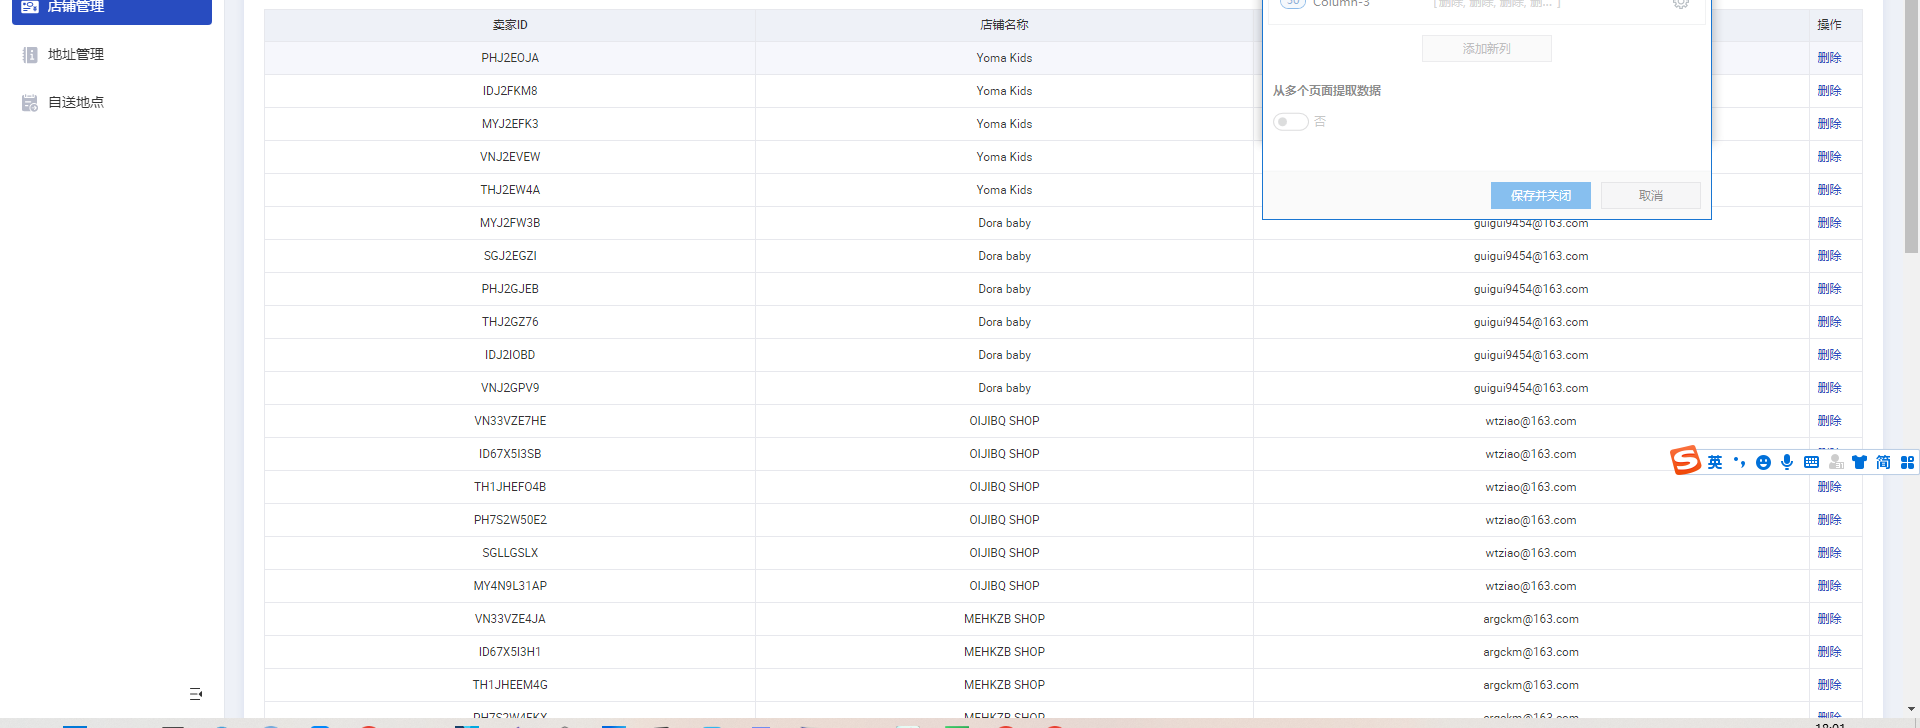 店铺管理
地址管理
自送地点
卖家ID 店铺名称 操作
PHJ2EOJA Yoma Kids 删除
IDJ2FKM8 Yoma Kids 删除
MYJ2EFK3 Yoma Kids 删除
VNJ2EVEW Yoma Kids 删除
THJ2EW4A Yoma Kids 删除
MYJ2FW3B Dora baby guigui9454@163.com 删除
SGJ2EGZI Dora baby guigui9454@163.com 删除
PHJ2GJEB Dora baby guigui9454@163.com 删除
THJ2GZ76 Dora baby guigui9454@163.com 删除
IDJ2IOBD Dora baby guigui9454@163.com 删除
VNJ2GPV9 Dora baby guigui9454@163.com 删除
VN33VZE7HE OIJIBQ SHOP wtziao@163.com 删除
ID67X5I3SB OIJIBQ SHOP wtziao@163.com
TH1JHEFO4B OIJIBQ SHOP wtziao@163.com 删除
PH7S2W50E2 OIJIBQ SHOP wtziao@163.com 删除
SGLLGSLX OIJIBQ SHOP wtziao@163.com 删除
MY4N9L31AP OIJIBQ SHOP wtziao@163.com 删除
VN33VZE4JA MEHKZB SHOP argckm@163.com 删除
ID67X5I3H1 MEHKZB SHOP argckm@163.com 删除
TH1JHEEM4G MEHKZB SHOP argckm@163.com 删除
PH7S2W4FKX MEHKZB SHOP argckm@163.com 删除
50 Column-3 [ 删除, 删除, 删除, 删... ]
添加新列
从多个页面提取数据
否
保存并关闭 取消
S 英 简
18:01